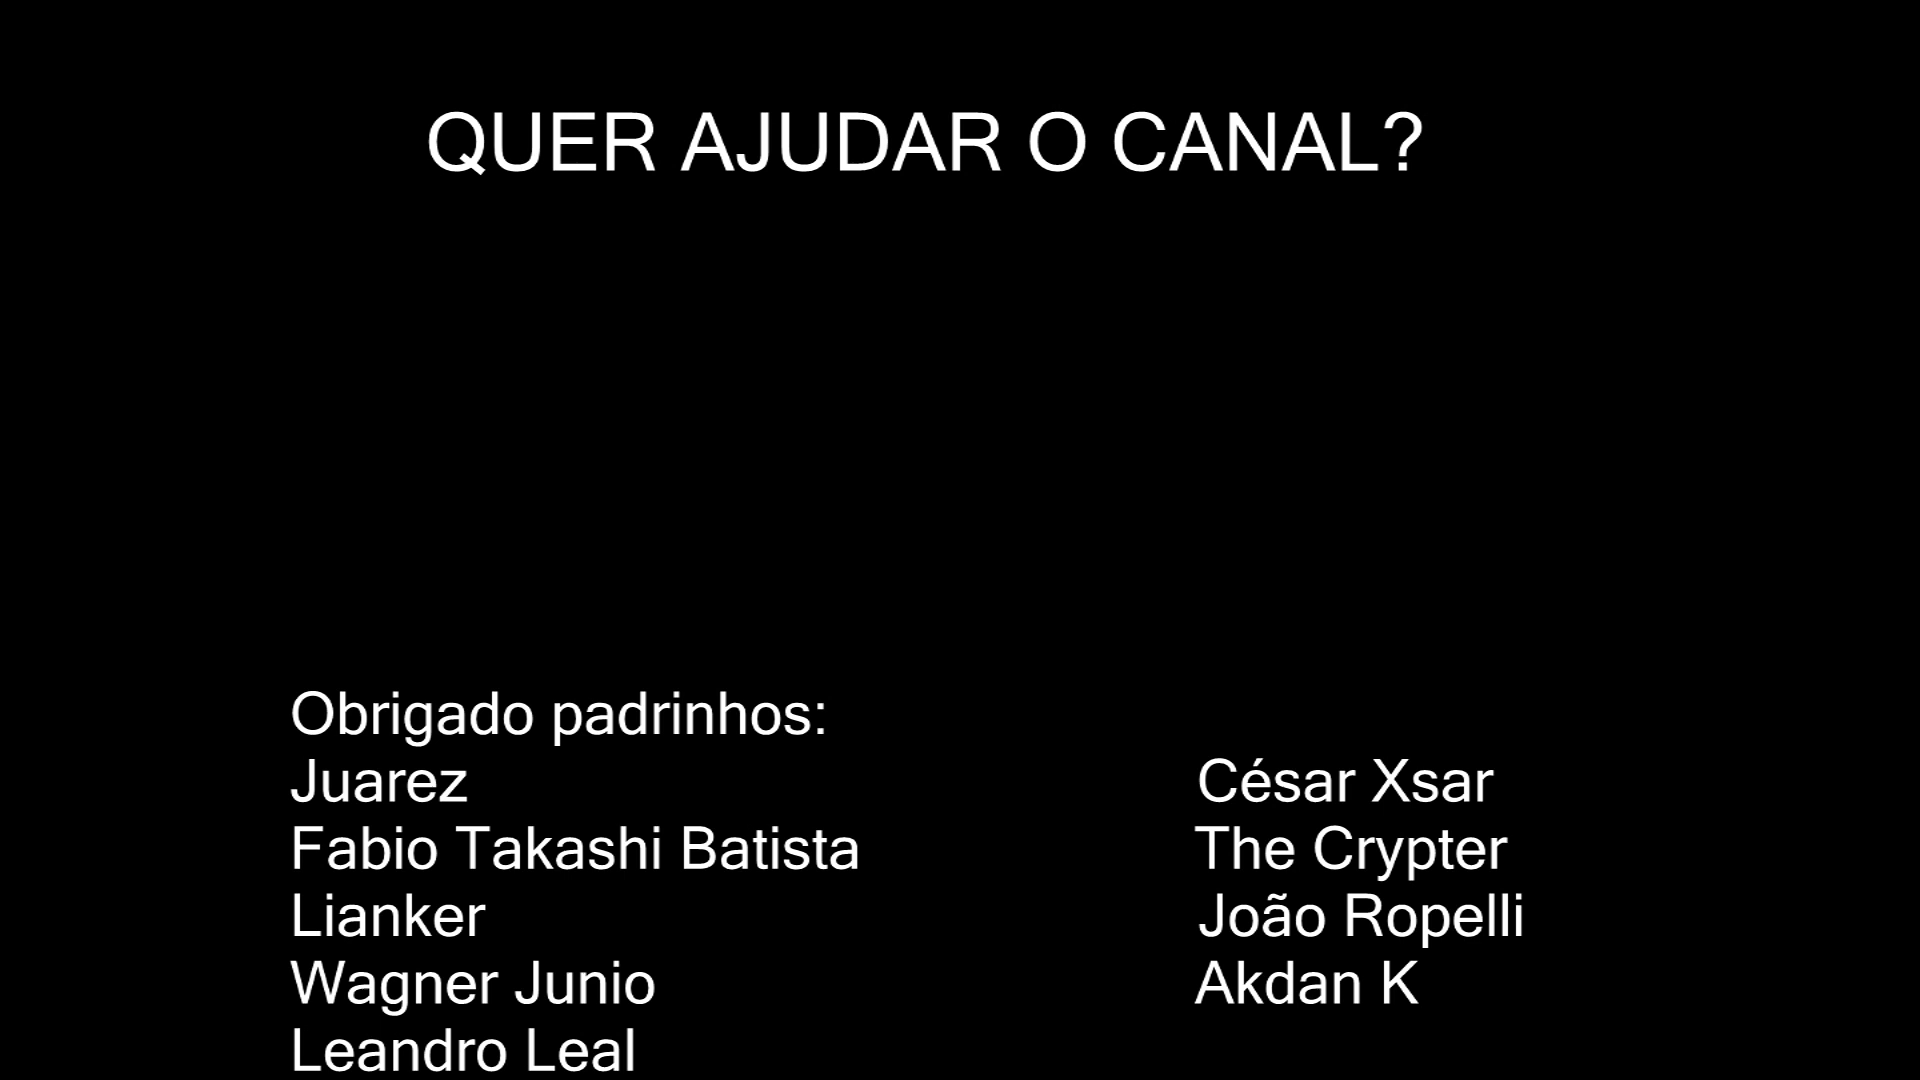 QUER AJUDAR O CANAL?
Obrigado padrinhos:
Juarez
Fabio Takashi Batista
Lianker
Wagner Junio
Leandro Leal
César Xsar
The Crypter
João Ropelli
Akdan K